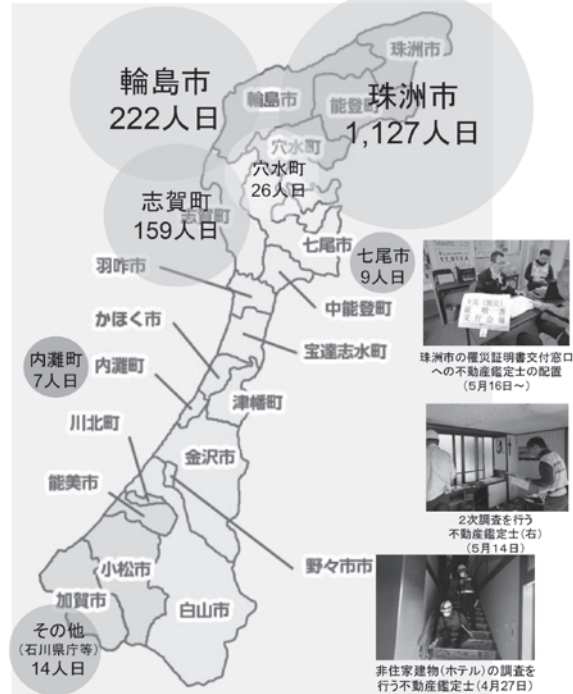 珠洲市
輪島市
222人日
輪島市
能登町
珠洲市
1,127人日
穴水町
穴水町
26人日
志賀町
志賀町
159人日
七尾市
七尾市
9人日
羽咋市
中能登町
かほく市
宝達志水町
内灘町
7人日
内灘町
津幡町
川北町
金沢市
能美市
野々市市
小松市
加賀市
白山市
その他
(石川県庁等)
14人日
珠洲市の罹災証明書交付窓口
への不動産鑑定士の配置
(5月16日~)
2次調査を行う
不動産鑑定士(右)
(5月14日)
非住家建物(ホテル)の調査を
行う不動産鑑定士(4月27日)